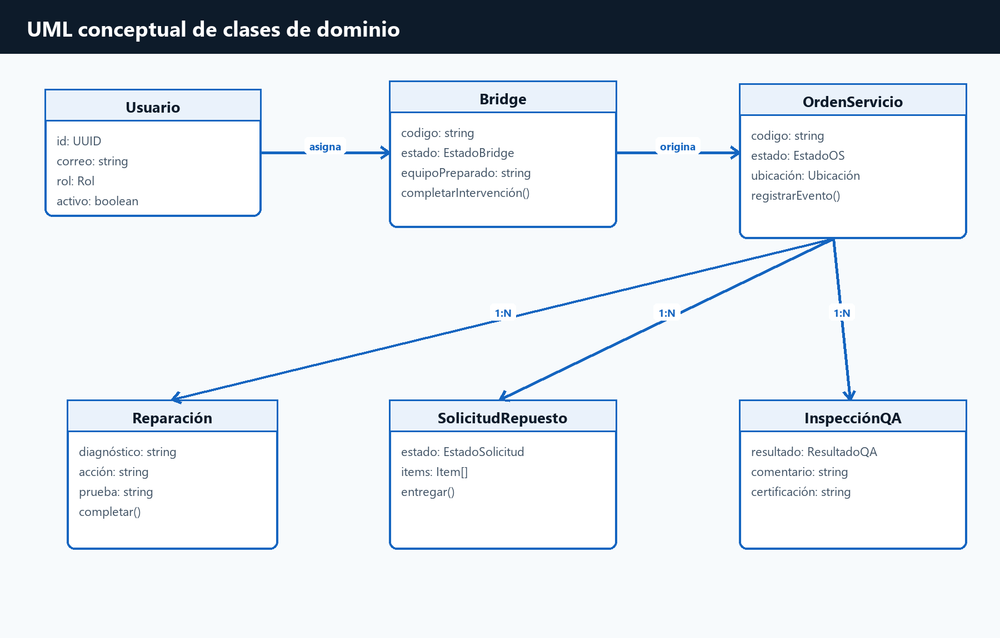 UML conceptual de clases de dominio
Usuario
id: UUID
correo: string
rol: Rol
activo: boolean
asigna
Bridge
codigo: string
estado: EstadoBridge
equipoPreparado: string
completarIntervención()
origina
OrdenServicio
codigo: string
estado: EstadoOS
ubicación: Ubicación
registrarEvento()
1:N
1:N
1:N
Reparación
diagnóstico: string
acción: string
prueba: string
completar()
SolicitudRepuesto
estado: EstadoSolicitud
items: Item[]
entregar()
InspecciónQA
resultado: ResultadoQA
comentario: string
certificación: string